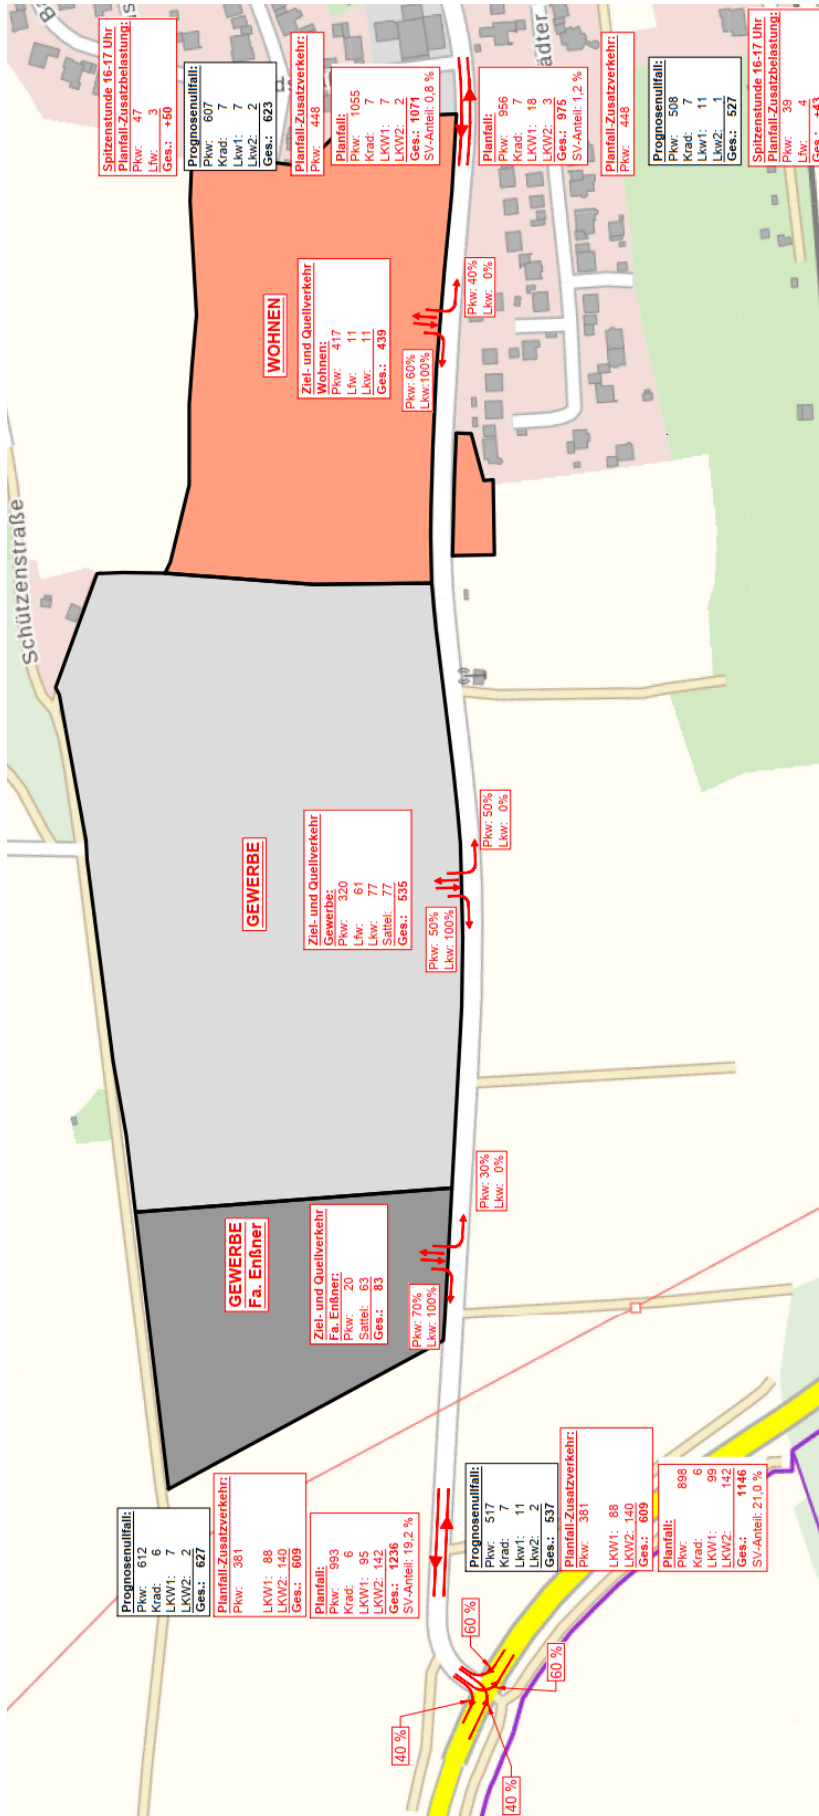 Prognosenullfall:
Pkw: 612
Krad: 6
LKW1: 7
LKW2: 2
Ges.: 627
Planfall-Zusatzverkehr:
Pkw: 381
LKW1: 88
LKW2: 140
Ges.: 609
Planfall:
Pkw: 993
Krad: 6
LKW1: 95
LKW2: 142
Ges.: 1236
SV-Anteil: 19,2 %
40 %
60 %
40 %
60 %
Prognosenullfall:
Pkw: 517
Krad: 7
Lkw1: 11
Lkw2: 2
Ges.: 537
Planfall-Zusatzverkehr:
Pkw: 381
LKW1: 88
LKW2: 140
Ges.: 609
Planfall:
Pkw: 898
Krad: 6
LKW1: 99
LKW2: 142
Ges.: 1146
SV-Anteil: 21,0 %
GEWERBE
Fa. Enßner
Ziel- und Quellverkehr
Fa. Enßner:
Pkw: 20
Sattel: 63
Ges.: 83
Pkw: 70%
Lkw: 100%
Pkw: 30%
Lkw: 0%
GEWERBE
Ziel- und Quellverkehr
Gewerbe:
Pkw: 320
Lfw: 61
Lkw: 77
Sattel: 77
Ges.: 535
Pkw: 50%
Lkw: 100%
Pkw: 50%
Lkw: 0%
Schützenstraße
WOHNEN
Ziel- und Quellverkehr
Wohnen:
Pkw: 417
Lfw: 11
Lkw: 11
Ges.: 439
Pkw: 60%
Lkw:100%
Pkw: 40%
Lkw: 0%
Spitzenstunde 16-17 Uhr
Planfall-Zusatzbelastung:
Pkw: 47
Lfw: 3
Ges.: +50
Prognosenullfall:
Pkw: 607
Krad: 7
Lkw1: 7
Lkw2: 2
Ges.: 623
Planfall-Zusatzverkehr:
Pkw: 448
Planfall:
Pkw: 1055
Krad: 7
LKW1: 7
LKW2: 2
Ges.: 1071
SV-Anteil: 0,8 %
Planfall:
Pkw: 956
Krad: 7
LKW1: 18
LKW2: 3
Ges.: 975
SV-Anteil: 1,2 %
ädter
Planfall-Zusatzverkehr:
Pkw: 448
Prognosenullfall:
Pkw: 508
Krad: 7
Lkw1: 11
Lkw2: 1
Ges.: 527
Spitzenstunde 16-17 Uhr
Planfall-Zusatzbelastung:
Pkw: 39
Lfw: 4
Ges.: +43